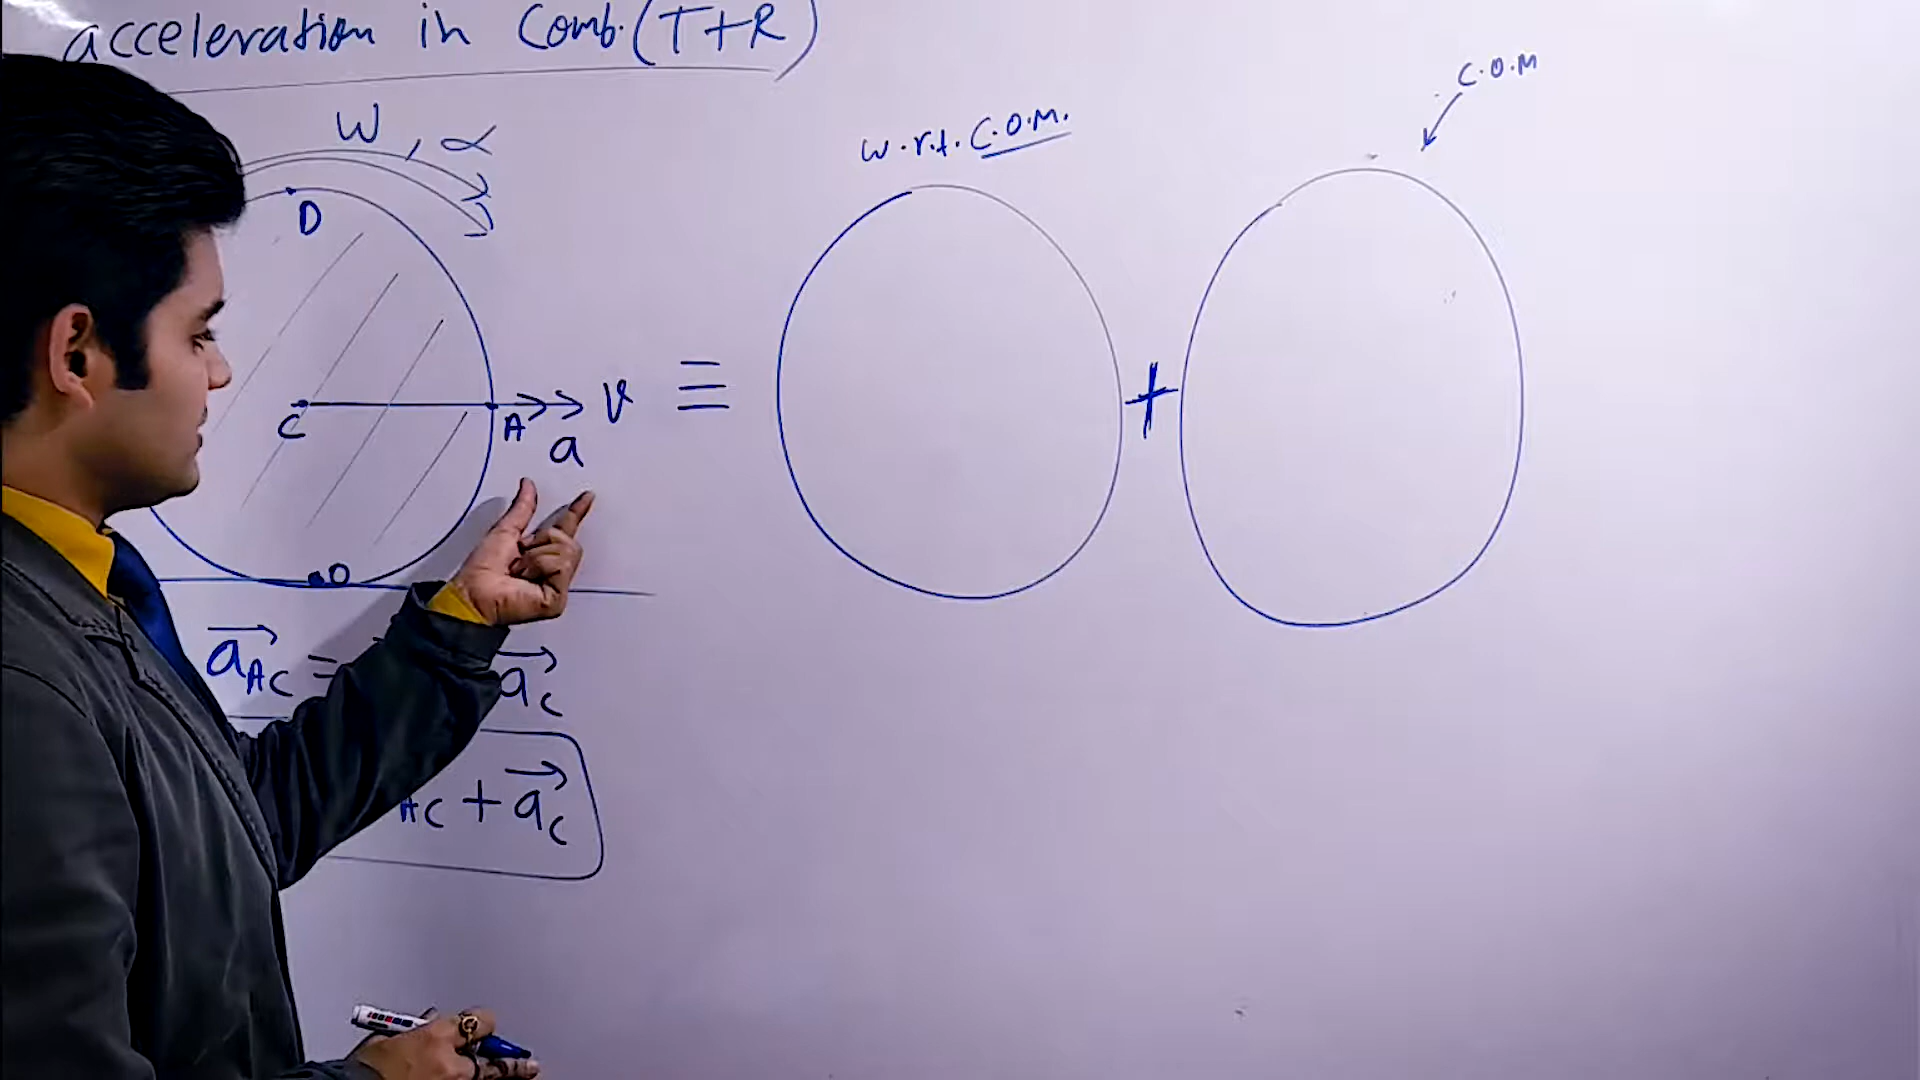 acceleration in Comb. (T+R)
ω, α
D
C A v
a
O
a⃗AC = a⃗C
AC + a⃗C
≡
w.r.t. C.O.M.
+
C.O.M